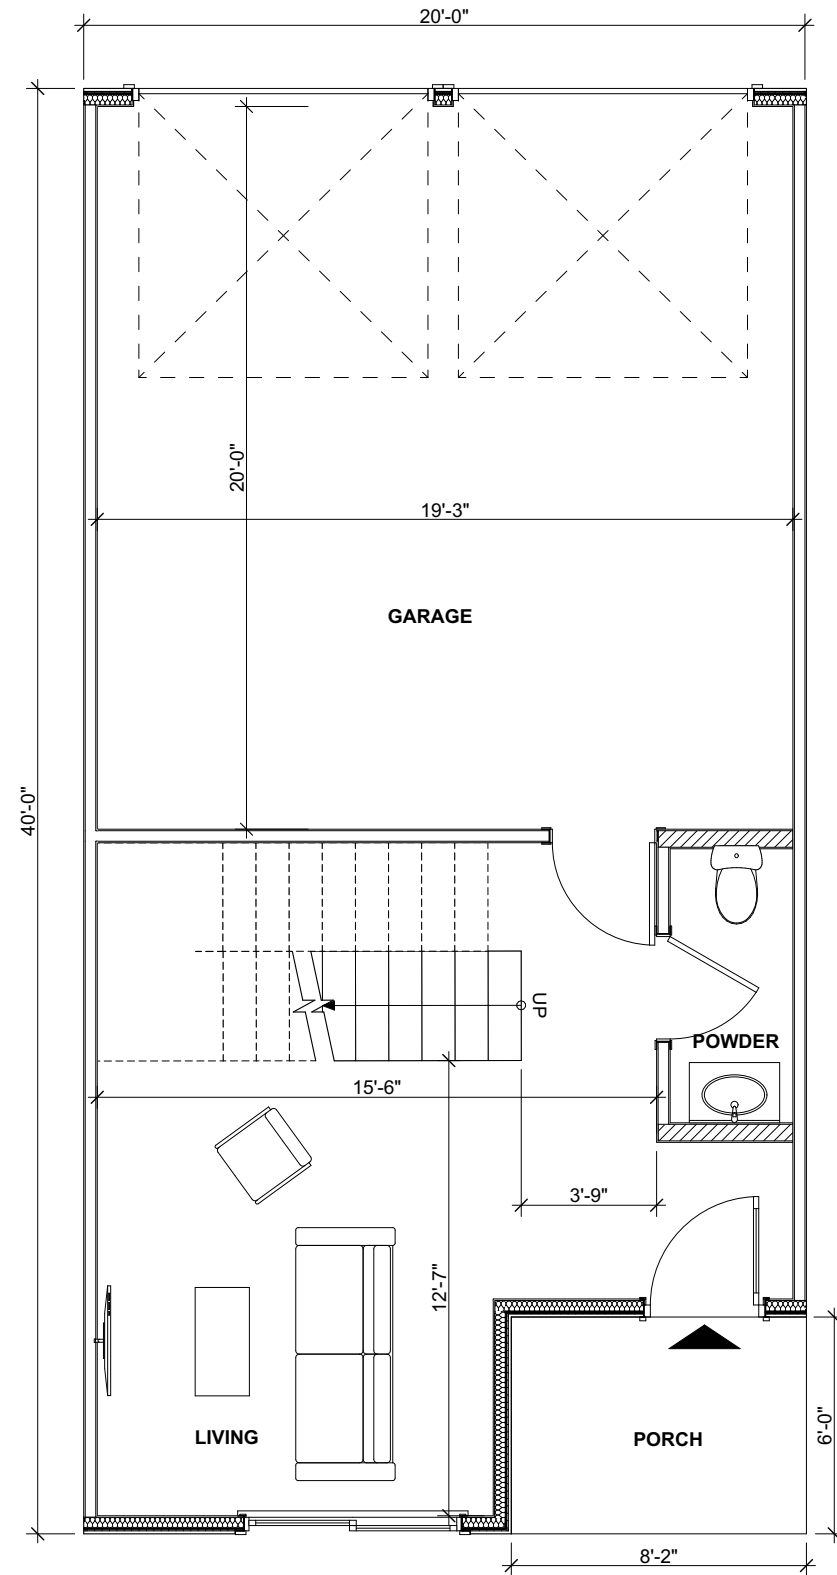 20'-0"
20'-0"
19'-3"
GARAGE
40'-0"
UP
POWDER
15'-6"
3'-9"
12'-7"
LIVING
PORCH
6'-0"
8'-2"